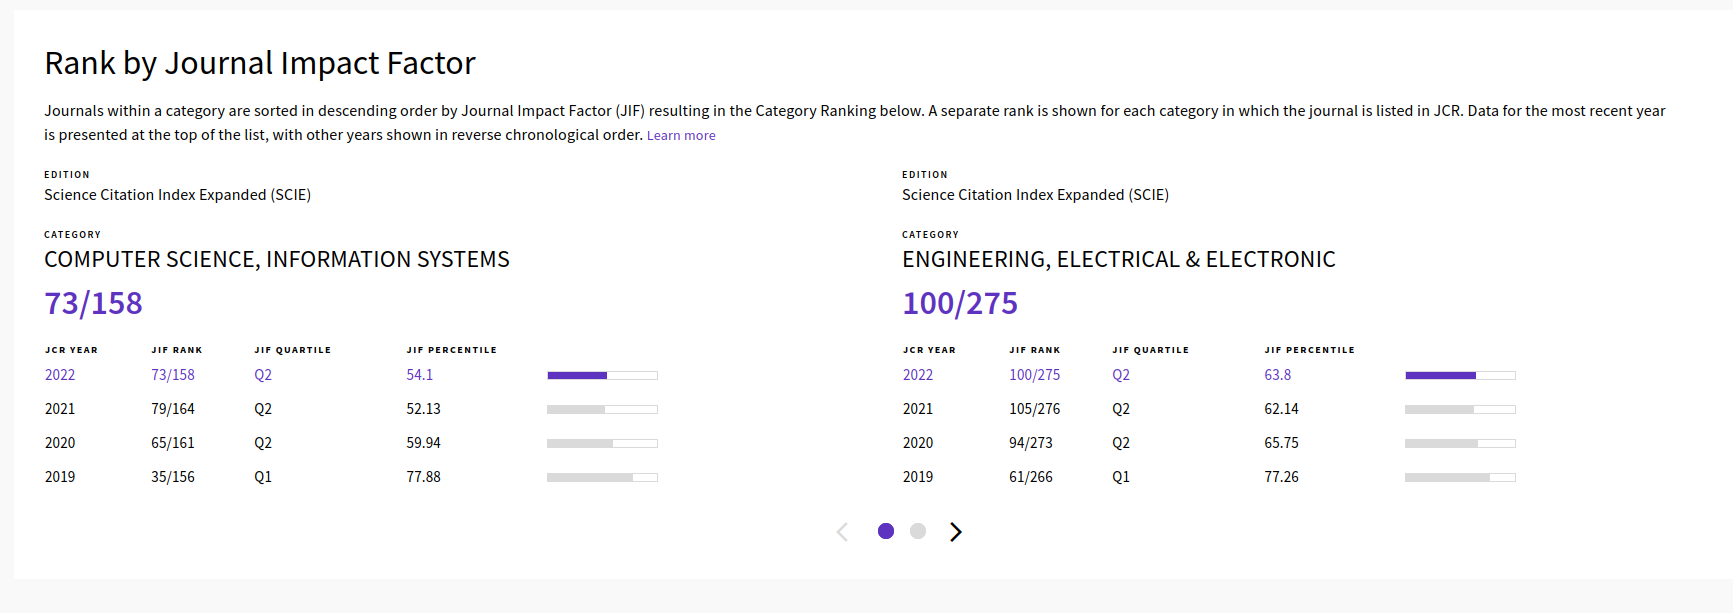 Rank by Journal Impact Factor
Journals within a category are sorted in descending order by Journal Impact Factor (JIF) resulting in the Category Ranking below. A separate rank is shown for each category in which the journal is listed in JCR. Data for the most recent year
is presented at the top of the list, with other years shown in reverse chronological order. Learn more
EDITION
Science Citation Index Expanded (SCIE)
CATEGORY
COMPUTER SCIENCE, INFORMATION SYSTEMS
73/158
JCR YEAR JIF RANK JIF QUARTILE JIF PERCENTILE
2022 73/158 Q2 54.1
2021 79/164 Q2 52.13
2020 65/161 Q2 59.94
2019 35/156 Q1 77.88
EDITION
Science Citation Index Expanded (SCIE)
CATEGORY
ENGINEERING, ELECTRICAL & ELECTRONIC
100/275
JCR YEAR JIF RANK JIF QUARTILE JIF PERCENTILE
2022 100/275 Q2 63.8
2021 105/276 Q2 62.14
2020 94/273 Q2 65.75
2019 61/266 Q1 77.26